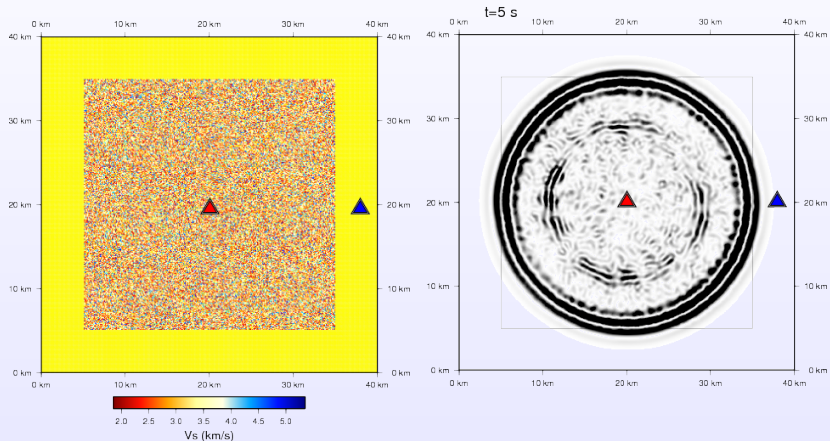 t=5 s
0 km 10 km 20 km 30 km 40 km
0 km 10 km 20 km 30 km 40 km
40 km 40 km 40 km 40 km
30 km 30 km 30 km 30 km
20 km 20 km 20 km 20 km
10 km 10 km 10 km 10 km
0 km 0 km 0 km 0 km
0 km 10 km 20 km 30 km 40 km
0 km 10 km 20 km 30 km 40 km
2.0 2.5 3.0 3.5 4.0 4.5 5.0
Vs (km/s)